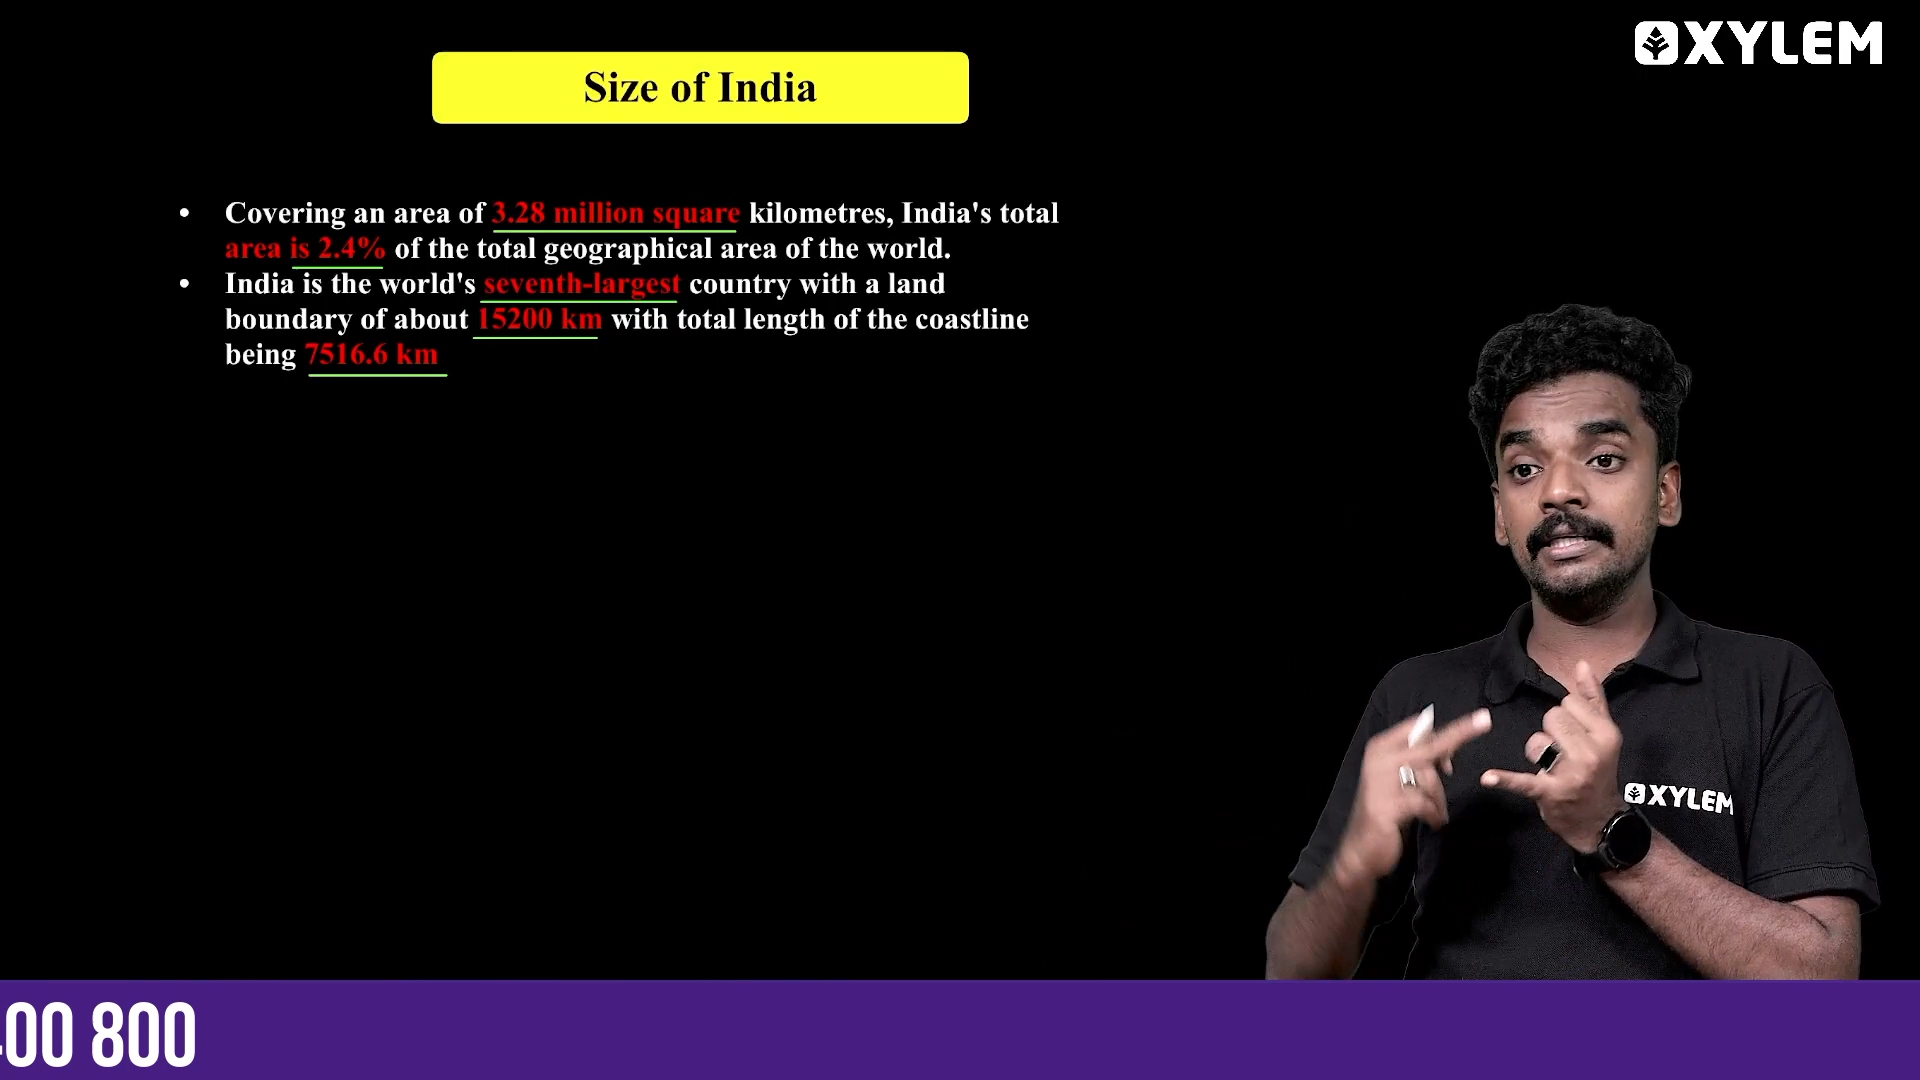 XYLEM
Size of India
• Covering an area of 3.28 million square kilometres, India's total
area is 2.4% of the total geographical area of the world.
• India is the world's seventh-largest country with a land
boundary of about 15200 km with total length of the coastline
being 7516.6 km
XYLEM
00 800